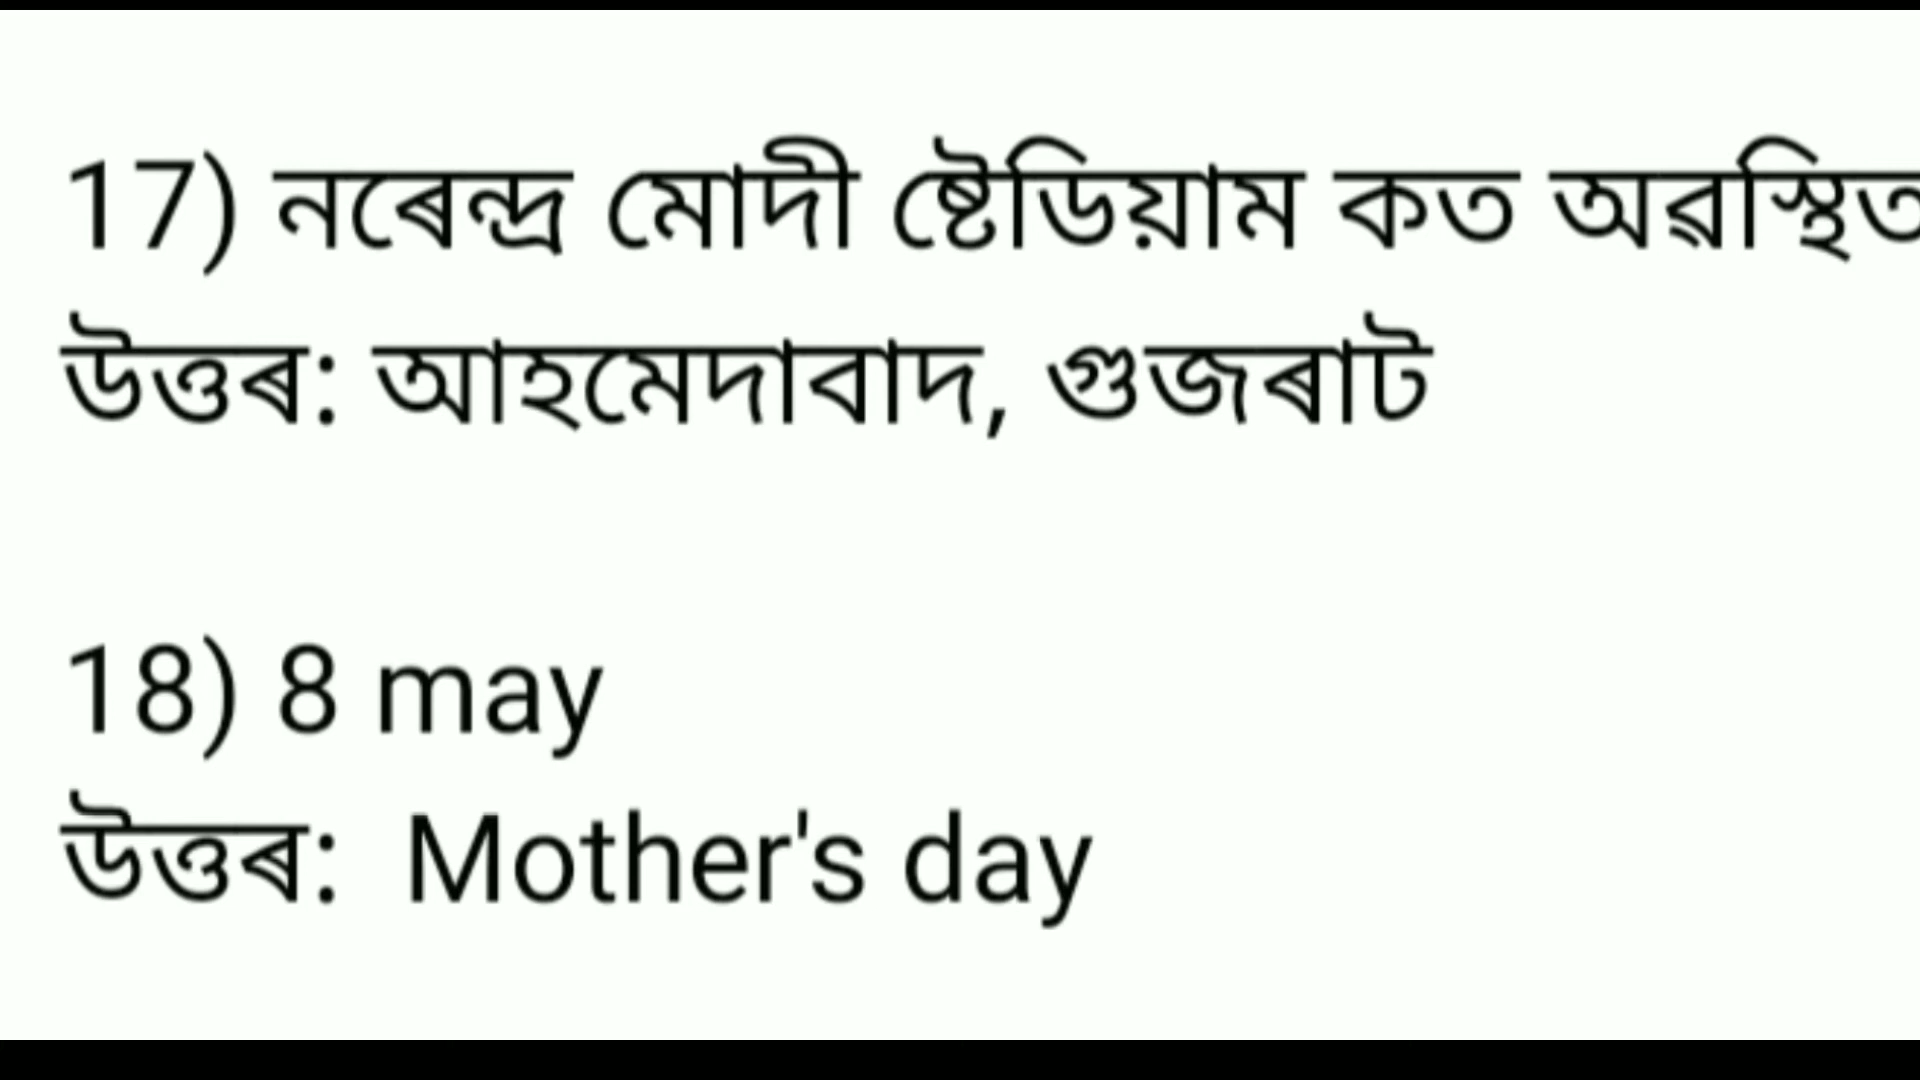 17) নৰেন্দ্ৰ মোদী ষ্টেডিয়াম কত অৱস্থিত
উত্তৰ: আহমেদাবাদ, গুজৰাট
18) 8 may
উত্তৰ: Mother's day